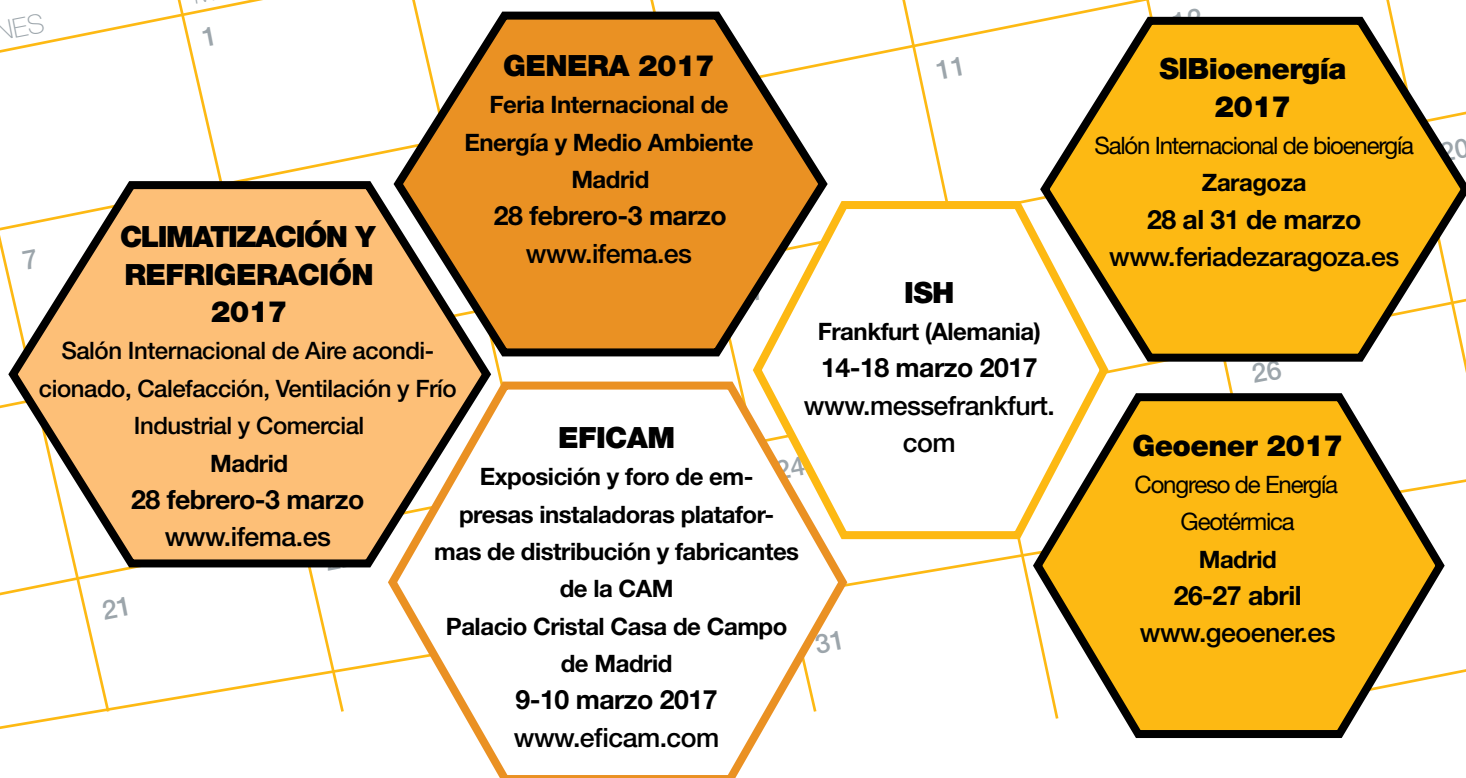 1
11
20
7
24
26
21
31
CLIMATIZACIÓN Y
REFRIGERACIÓN
2017
Salón Internacional de Aire acondi-
cionado, Calefacción, Ventilación y Frío
Industrial y Comercial
Madrid
28 febrero-3 marzo
www.ifema.es
GENERA 2017
Feria Internacional de
Energía y Medio Ambiente
Madrid
28 febrero-3 marzo
www.ifema.es
EFICAM
Exposición y foro de em-
presas instaladoras platafor-
mas de distribución y fabricantes
de la CAM
Palacio Cristal Casa de Campo
de Madrid
9-10 marzo 2017
www.eficam.com
ISH
Frankfurt (Alemania)
14-18 marzo 2017
www.messefrankfurt.
com
SIBioenergía
2017
Salón Internacional de bioenergía
Zaragoza
28 al 31 de marzo
www.feriadezaragoza.es
Geoener 2017
Congreso de Energía
Geotérmica
Madrid
26-27 abril
www.geoener.es